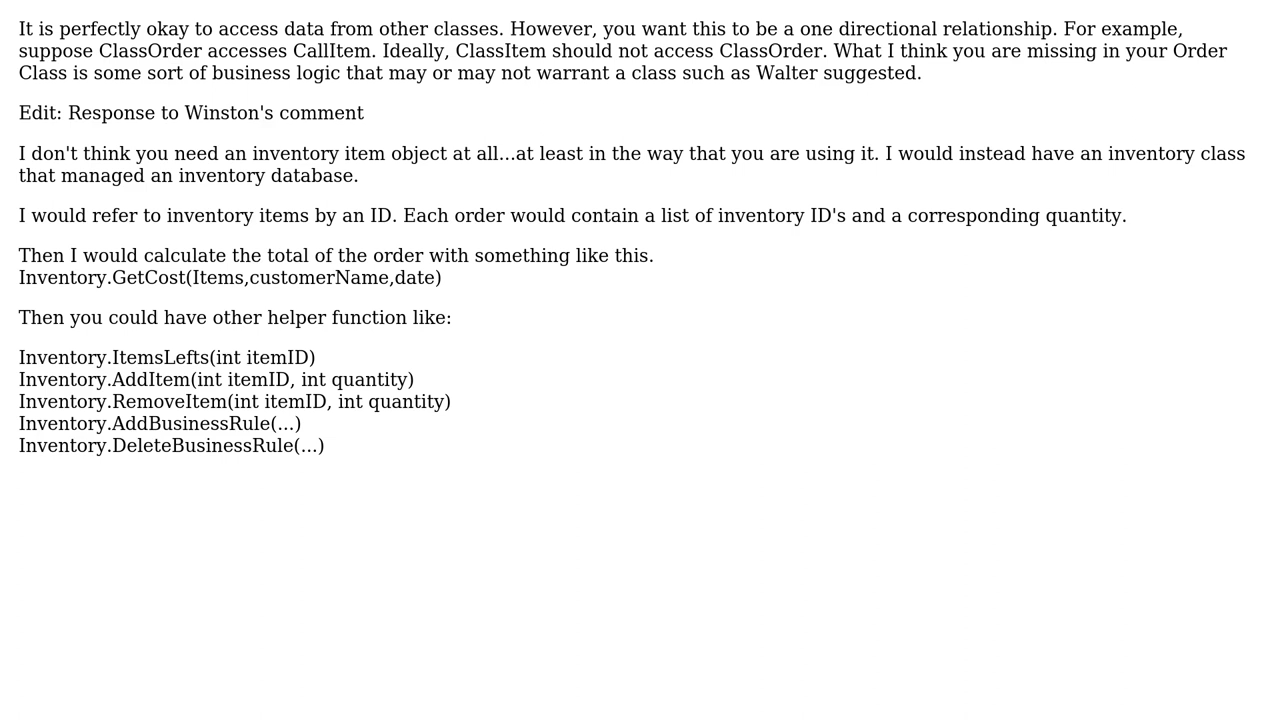 It is perfectly okay to access data from other classes. However, you want this to be a one directional relationship. For example,
suppose ClassOrder accesses CallItem. Ideally, ClassItem should not access ClassOrder. What I think you are missing in your Order
Class is some sort of business logic that may or may not warrant a class such as Walter suggested.
Edit: Response to Winston's comment
I don't think you need an inventory item object at all...at least in the way that you are using it. I would instead have an inventory class
that managed an inventory database.
I would refer to inventory items by an ID. Each order would contain a list of inventory ID's and a corresponding quantity.
Then I would calculate the total of the order with something like this.
Inventory.GetCost(Items,customerName,date)
Then you could have other helper function like:
Inventory.ItemsLefts(int itemID)
Inventory.AddItem(int itemID, int quantity)
Inventory.RemoveItem(int itemID, int quantity)
Inventory.AddBusinessRule(...)
Inventory.DeleteBusinessRule(...)